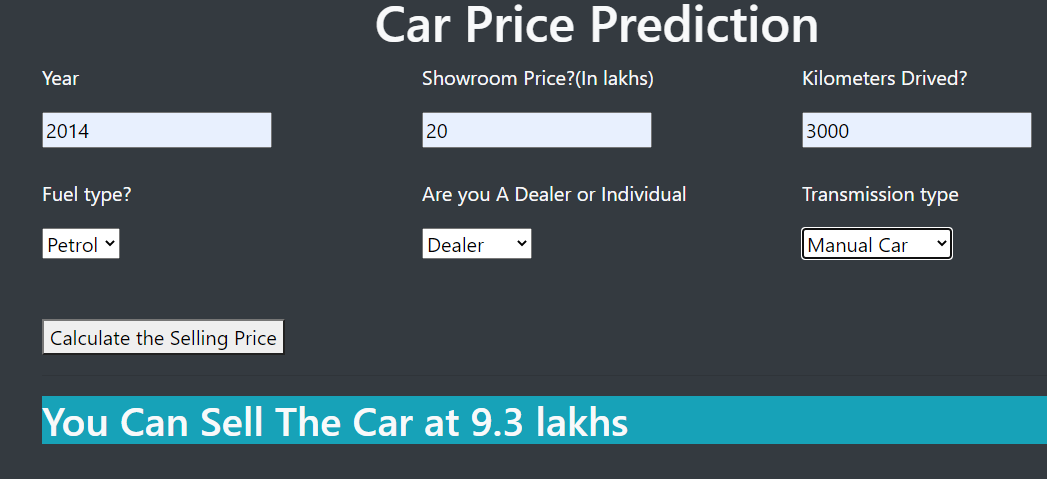 Car Price Prediction
Year Showroom Price?(In lakhs) Kilometers Drived?
2014 20 3000
Fuel type? Are you A Dealer or Individual Transmission type
Petrol Dealer Manual Car
Calculate the Selling Price
You Can Sell The Car at 9.3 lakhs